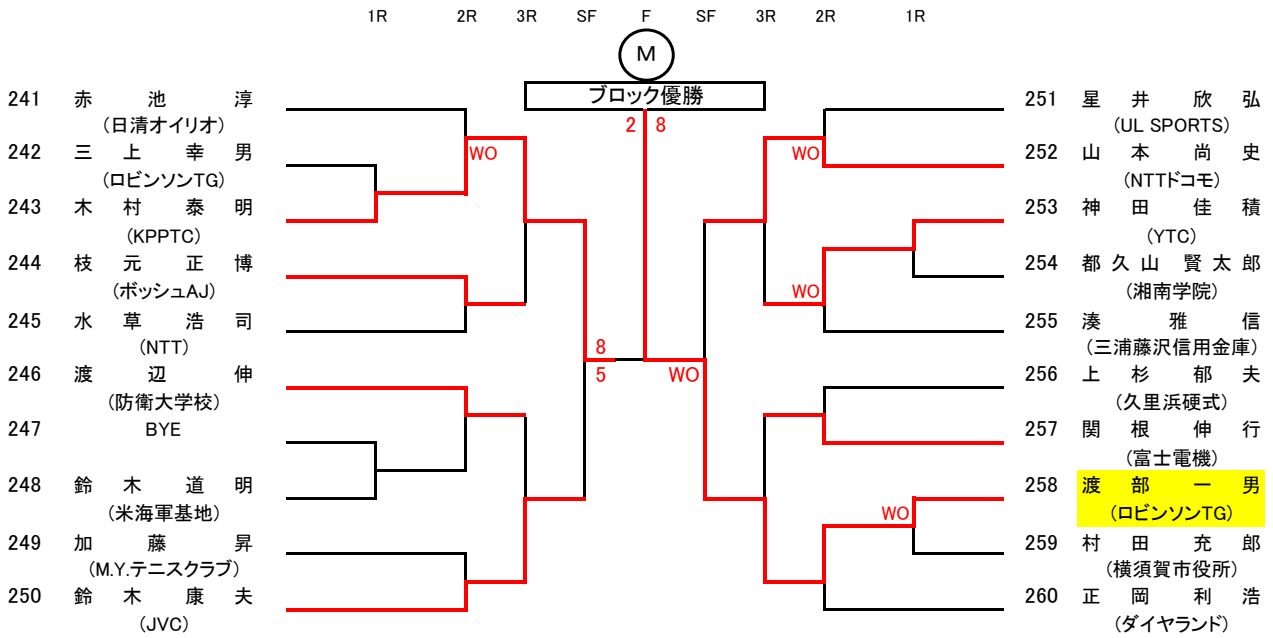 1R 2R 3R SF F SF 3R 2R 1R
M
ブロック優勝
2 8
241 赤池淳
(日清オイリオ)
242 三上幸男
(ロビンソンTG)
WO
243 木村泰明
(KPPTC)
244 枝元正博
(ボッシュAJ)
245 水草浩司
(NTT)
8
246 渡辺伸
(防衛大学校)
5
247 BYE
248 鈴木道明
(米海軍基地)
249 加藤昇
(M.Y.テニスクラブ)
250 鈴木康夫
(JVC)
251 星井欣弘
(UL SPORTS)
WO
252 山本尚史
(NTTドコモ)
253 神田佳積
(YTC)
254 都久山賢太郎
(湘南学院)
WO
255 湊雅信
(三浦藤沢信用金庫)
WO
256 上杉郁夫
(久里浜硬式)
257 関根伸行
(富士電機)
258 渡部一男
(ロビンソンTG)
WO
259 村田充郎
(横須賀市役所)
260 正岡利浩
(ダイヤランド)